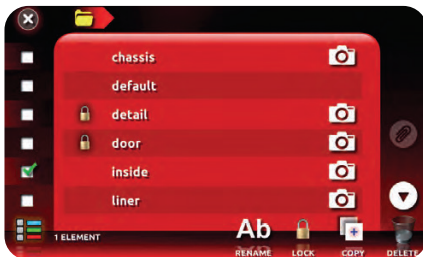 chassis
default
detail
door
inside
liner
1 ELEMENT
Ab
RENAME LOCK COPY DELETE